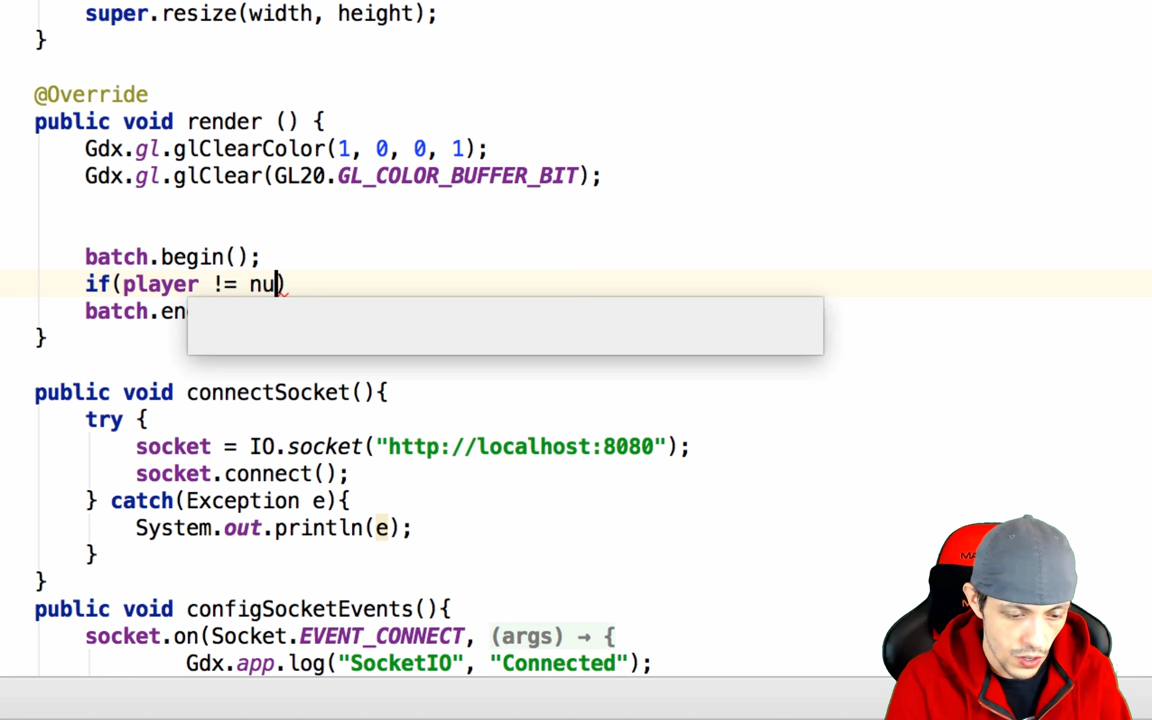 super.resize(width, height);
}
@Override
public void render () {
Gdx.gl.glClearColor(1, 0, 0, 1);
Gdx.gl.glClear(GL20.GL_COLOR_BUFFER_BIT);
batch.begin();
if(player != nu)
batch.en
}
public void connectSocket(){
try {
socket = IO.socket("http://localhost:8080");
socket.connect();
} catch(Exception e){
System.out.println(e);
}
}
public void configSocketEvents(){
socket.on(Socket.EVENT_CONNECT, (args) → {
Gdx.app.log("SocketIO", "Connected");